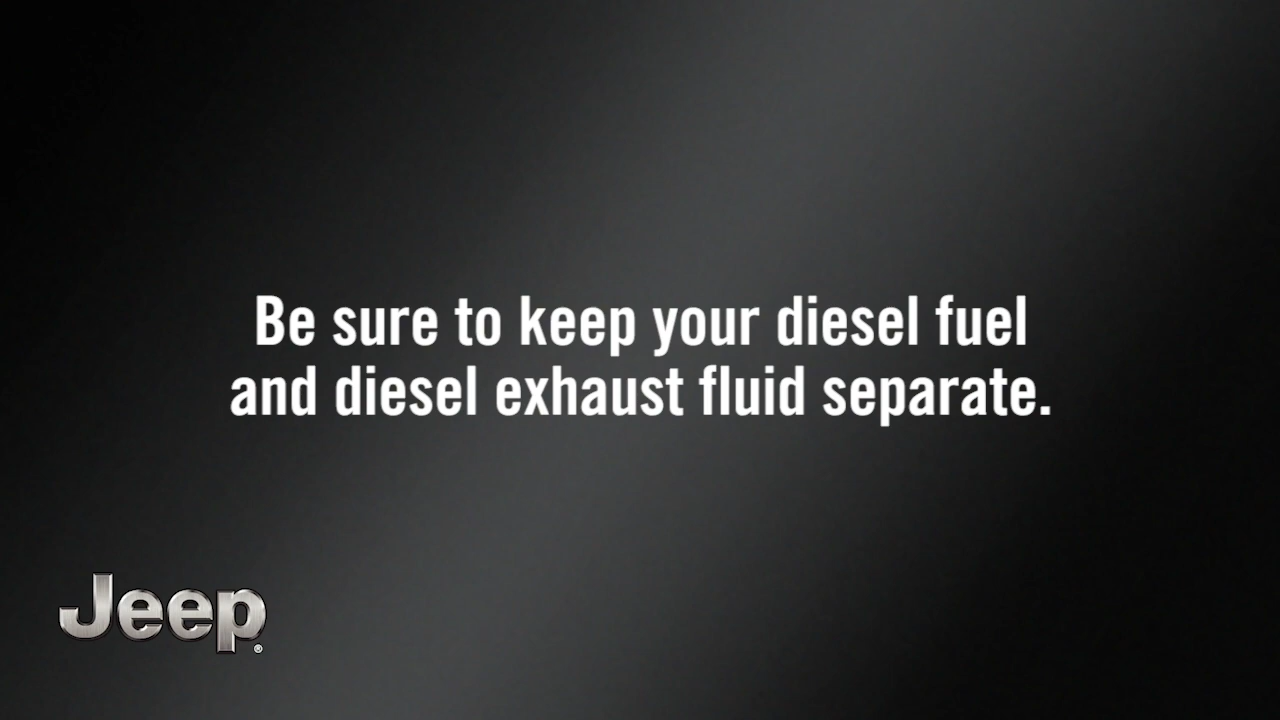 Be sure to keep your diesel fuel
and diesel exhaust fluid separate.
Jeep®